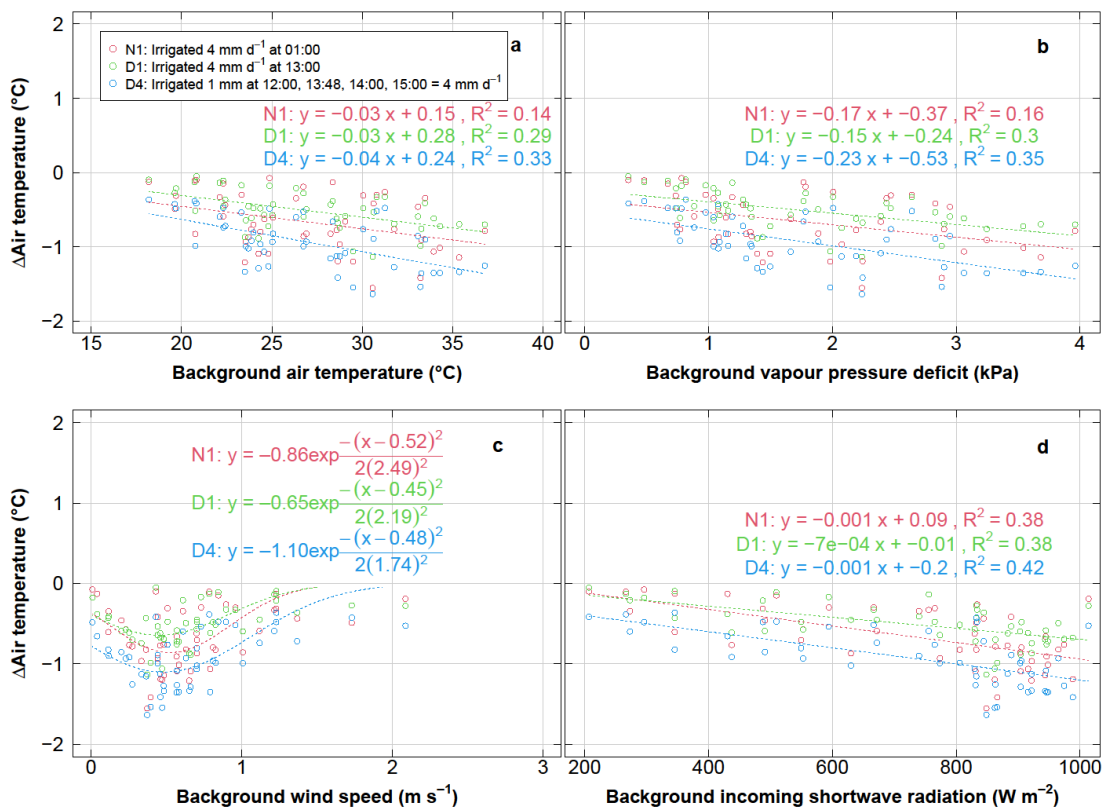 a
b
N1: Irrigated 4 mm d⁻¹ at 01:00
D1: Irrigated 4 mm d⁻¹ at 13:00
D4: Irrigated 1 mm at 12:00, 13:48, 14:00, 15:00 = 4 mm d⁻¹
N1: y = −0.03 x + 0.15 , R² = 0.14
D1: y = −0.03 x + 0.28 , R² = 0.29
D4: y = −0.04 x + 0.24 , R² = 0.33
N1: y = −0.17 x + −0.37 , R² = 0.16
D1: y = −0.15 x + −0.24 , R² = 0.3
D4: y = −0.23 x + −0.53 , R² = 0.35
2
1
0
−1
−2
ΔAir temperature (°C)
15 20 25 30 35 40
0 1 2 3 4
Background air temperature (°C)
Background vapour pressure deficit (kPa)
c
d
N1: y = −0.86exp −(x−0.52)² / 2(2.49)²
D1: y = −0.65exp −(x−0.45)² / 2(2.19)²
D4: y = −1.10exp −(x−0.48)² / 2(1.74)²
N1: y = −0.001 x + 0.09 , R² = 0.38
D1: y = −7e−04 x + −0.01 , R² = 0.38
D4: y = −0.001 x + −0.2 , R² = 0.42
2
1
0
−1
−2
ΔAir temperature (°C)
0 1 2 3
200 400 600 800 1000
Background wind speed (m s⁻¹)
Background incoming shortwave radiation (W m⁻²)